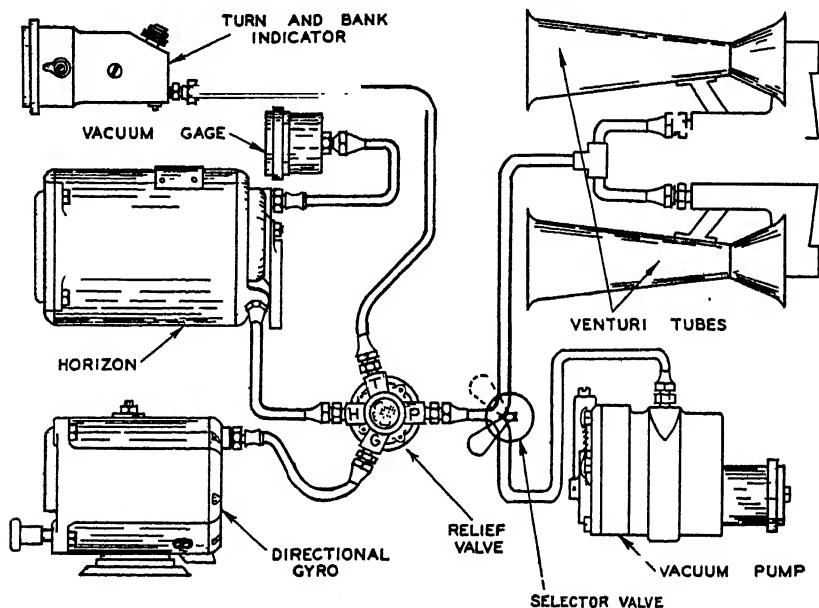 TURN AND BANK
INDICATOR
VACUUM GAGE
HORIZON
VENTURI TUBES
T
H
P
G
RELIEF
VALVE
DIRECTIONAL
GYRO
VACUUM PUMP
SELECTOR VALVE